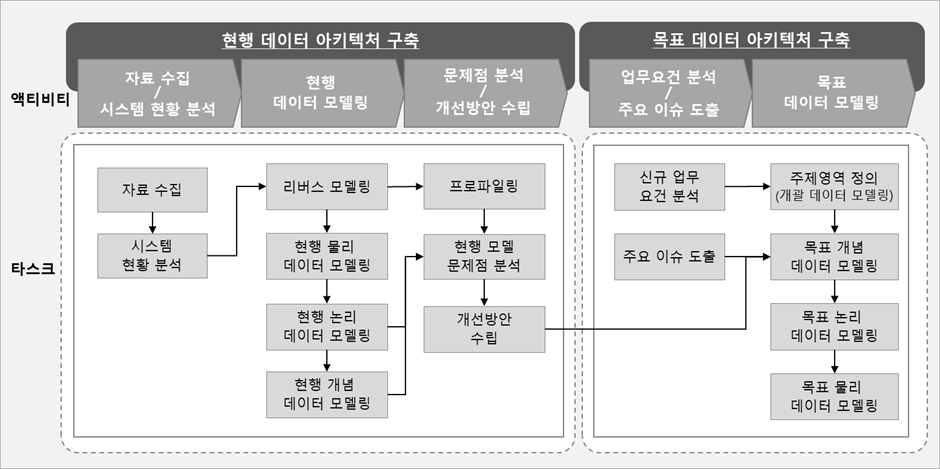 현행 데이터 아키텍처 구축
목표 데이터 아키텍처 구축
액티비티
자료 수집
/
시스템 현황 분석
현행
데이터 모델링
문제점 분석
/
개선방안 수립
업무요건 분석
/
주요 이슈 도출
목표
데이터 모델링
타스크
자료 수집
시스템
현황 분석
리버스 모델링
현행 물리
데이터 모델링
현행 논리
데이터 모델링
현행 개념
데이터 모델링
프로파일링
현행 모델
문제점 분석
개선방안
수립
신규 업무
요건 분석
주요 이슈 도출
주제영역 정의
(개괄 데이터 모델링)
목표 개념
데이터 모델링
목표 논리
데이터 모델링
목표 물리
데이터 모델링